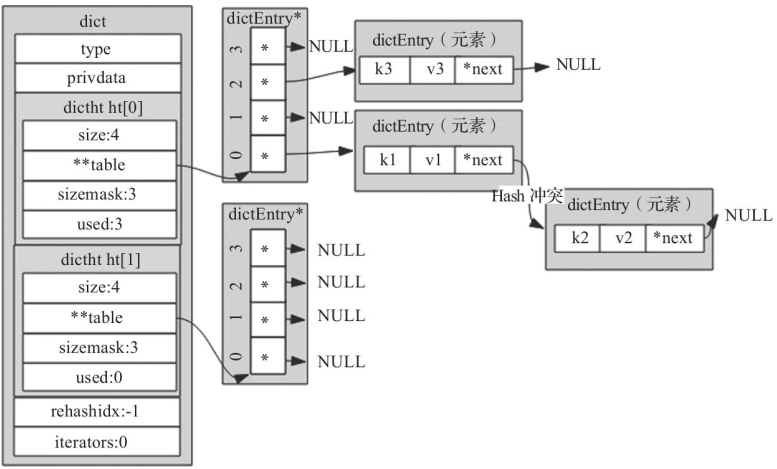 dict
type
privdata
dictht ht[0]
size:4
**table
sizemask:3
used:3
dictht ht[1]
size:4
**table
sizemask:3
used:0
rehashidx:-1
iterators:0
dictEntry*
3 * NULL
2 *
1 * NULL
0 *
dictEntry（元素）
k3 v3 *next NULL
dictEntry（元素）
k1 v1 *next
Hash 冲突
dictEntry（元素）
k2 v2 *next NULL
dictEntry*
3 * NULL
2 * NULL
1 * NULL
0 * NULL